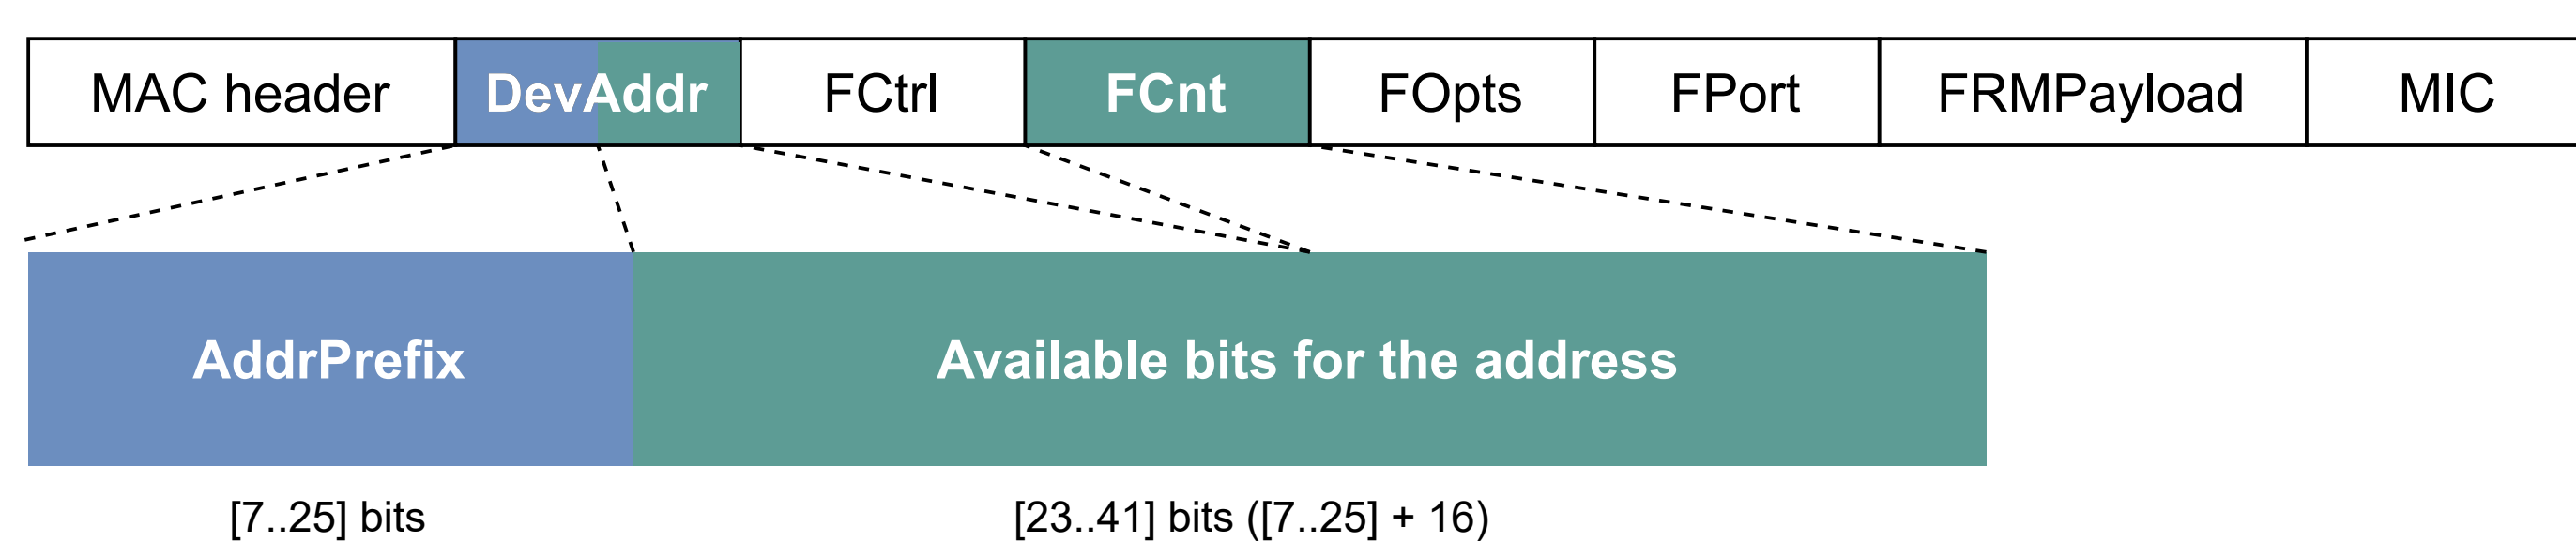 MAC header DevAddr FCtrl FCnt FOpts FPort FRMPayload MIC
AddrPrefix Available bits for the address
[7..25] bits [23..41] bits ([7..25] + 16)